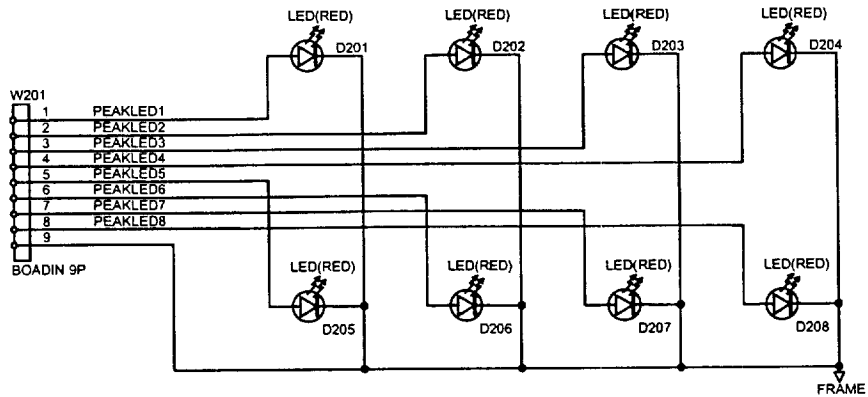 LED(RED) LED(RED) LED(RED) LED(RED)
D201 D202 D203 D204
W201
1 PEAKLED1
2 PEAKLED2
3 PEAKLED3
4 PEAKLED4
5 PEAKLED5
6 PEAKLED6
7 PEAKLED7
8 PEAKLED8
9
BOADIN 9P
LED(RED) LED(RED) LED(RED) LED(RED)
D205 D206 D207 D208
FRAME